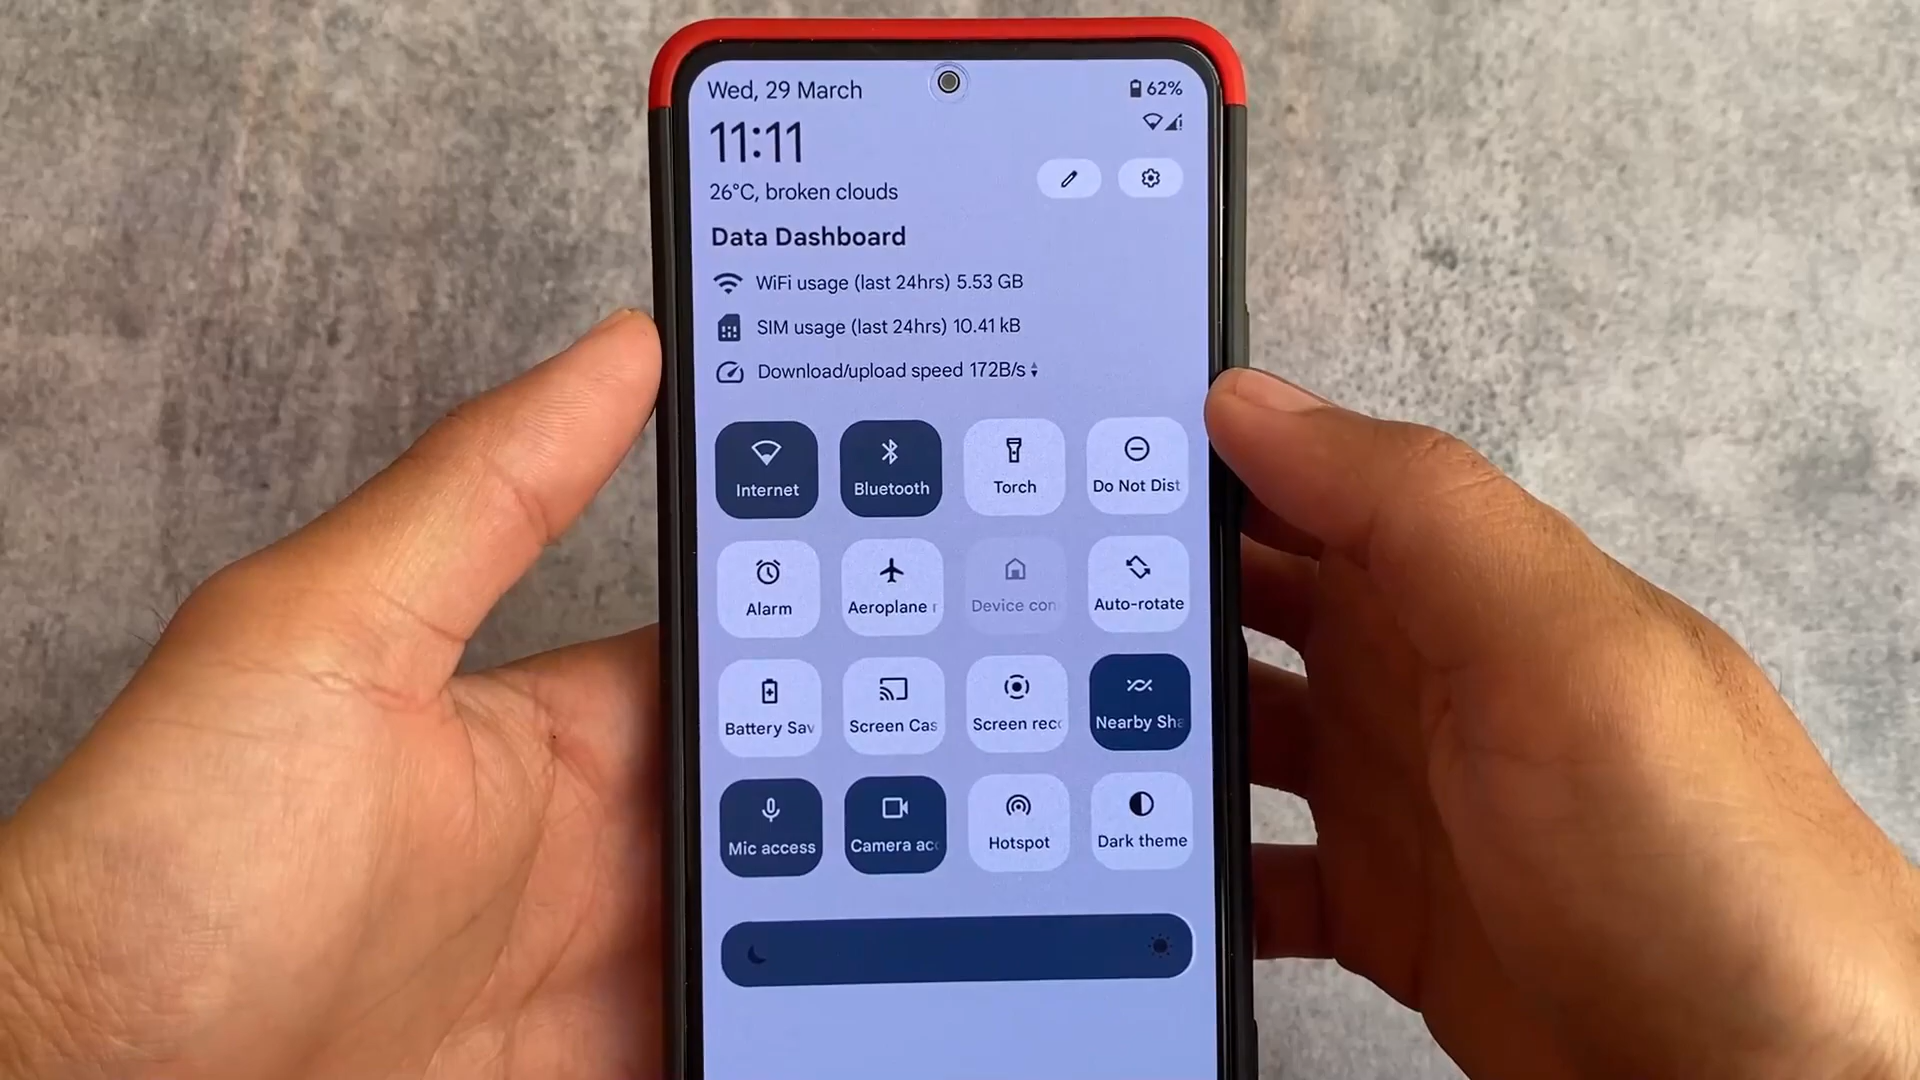 Wed, 29 March
62%
11:11
26°C, broken clouds
Data Dashboard
WiFi usage (last 24hrs) 5.53 GB
SIM usage (last 24hrs) 10.41 kB
Download/upload speed 172B/s
Internet
Bluetooth
Torch
Do Not Dist
Alarm
Aeroplane
Device con
Auto-rotate
Battery Sav
Screen Cas
Screen rec
Nearby Sha
Mic access
Camera acc
Hotspot
Dark theme